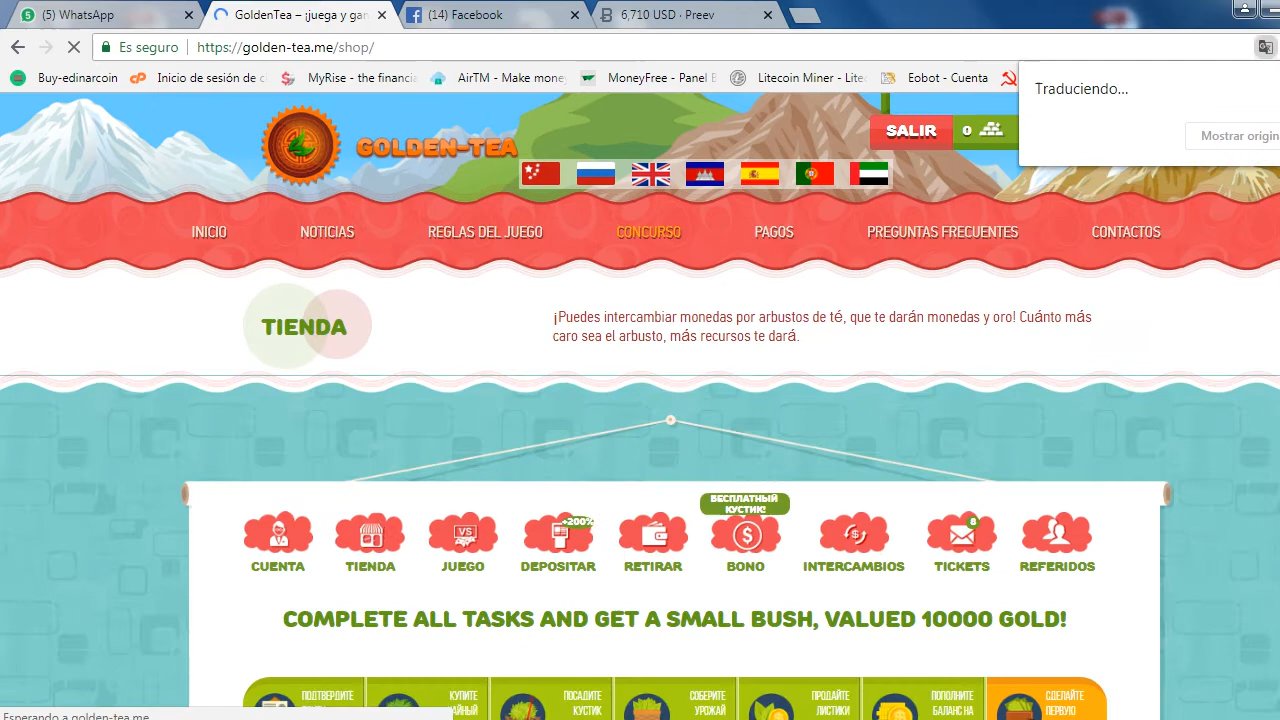 (5) WhatsApp
GoldenTea – ¡juega y gan
(14) Facebook
6,710 USD · Preev
Es seguro
https://golden-tea.me/shop/
Buy-edinarcoin
Inicio de sesión de c
MyRise - the financia
AirTM - Make mone
MoneyFree - Panel B
Litecoin Miner - Lite
Eobot - Cuenta
Traduciendo...
Mostrar origin
GOLDEN-TEA
SALIR
0
INICIO
NOTICIAS
REGLAS DEL JUEGO
CONCURSO
PAGOS
PREGUNTAS FRECUENTES
CONTACTOS
TIENDA
¡Puedes intercambiar monedas por arbustos de té, que te darán monedas y oro! Cuánto más
caro sea el arbusto, más recursos te dará.
БЕСПЛАТНЫЙ
КУСТИК!
VS
+200%
8
CUENTA
TIENDA
JUEGO
DEPOSITAR
RETIRAR
BONO
INTERCAMBIOS
TICKETS
REFERIDOS
COMPLETE ALL TASKS AND GET A SMALL BUSH, VALUED 10000 GOLD!
ПОДТВЕРДИТЕ
КУПИТЕ
ПОСАДИТЕ
КУСТИК
СОБЕРИТЕ
УРОЖАЙ
ПРОДАЙТЕ
ЛИСТИКИ
ПОПОЛНИТЕ
БАЛАНС НА
СДЕЛАЙТЕ
ПЕРВУЮ
Esperando a golden-tea.me